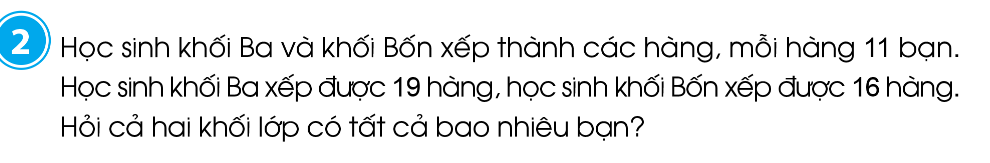 2
Học sinh khối Ba và khối Bốn xếp thành các hàng, mỗi hàng 11 bạn.
Học sinh khối Ba xếp được 19 hàng, học sinh khối Bốn xếp được 16 hàng.
Hỏi cả hai khối lớp có tất cả bao nhiêu bạn?